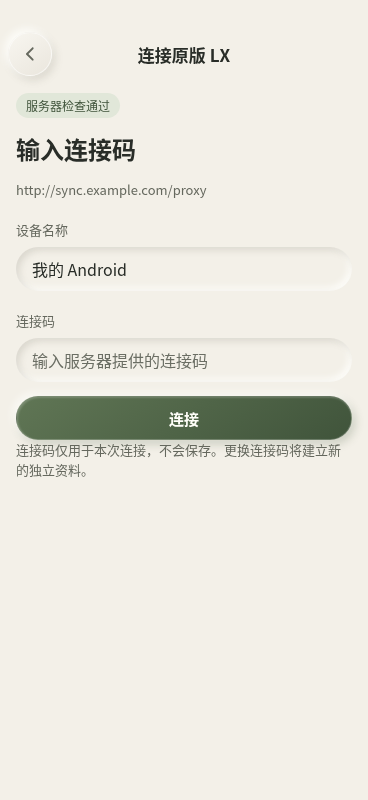 连接原版 LX
服务器检查通过
输入连接码
http://sync.example.com/proxy
设备名称
我的 Android
连接码
输入服务器提供的连接码
连接
连接码仅用于本次连接，不会保存。更换连接码将建立新
的独立资料。